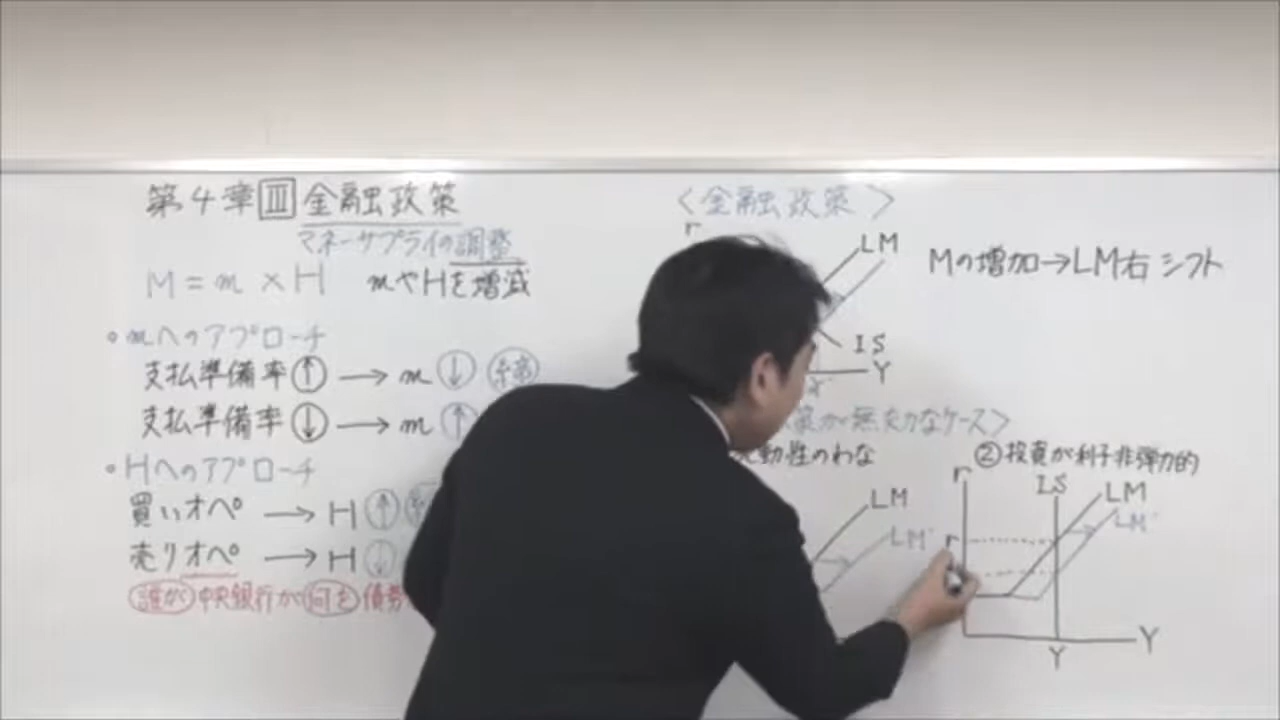 第4章 Ⅲ 金融政策
マネーサプライの調整
M = m × H mやHを増減
◦mへのアプローチ
支払準備率↑ → m↓ 緩
支払準備率↓ → m↑
◦Hへのアプローチ
買いオペ → H↑
売りオペ → H↓
誰が 中央銀行が 何を 債券
〈金融政策〉
r
LM
IS
Y
Mの増加→LM右シフト
策が無効なケース〉
動性のわな
LM
LM'
②投資が利子非弾力的
r
IS
LM
LM'
r
Y
Y